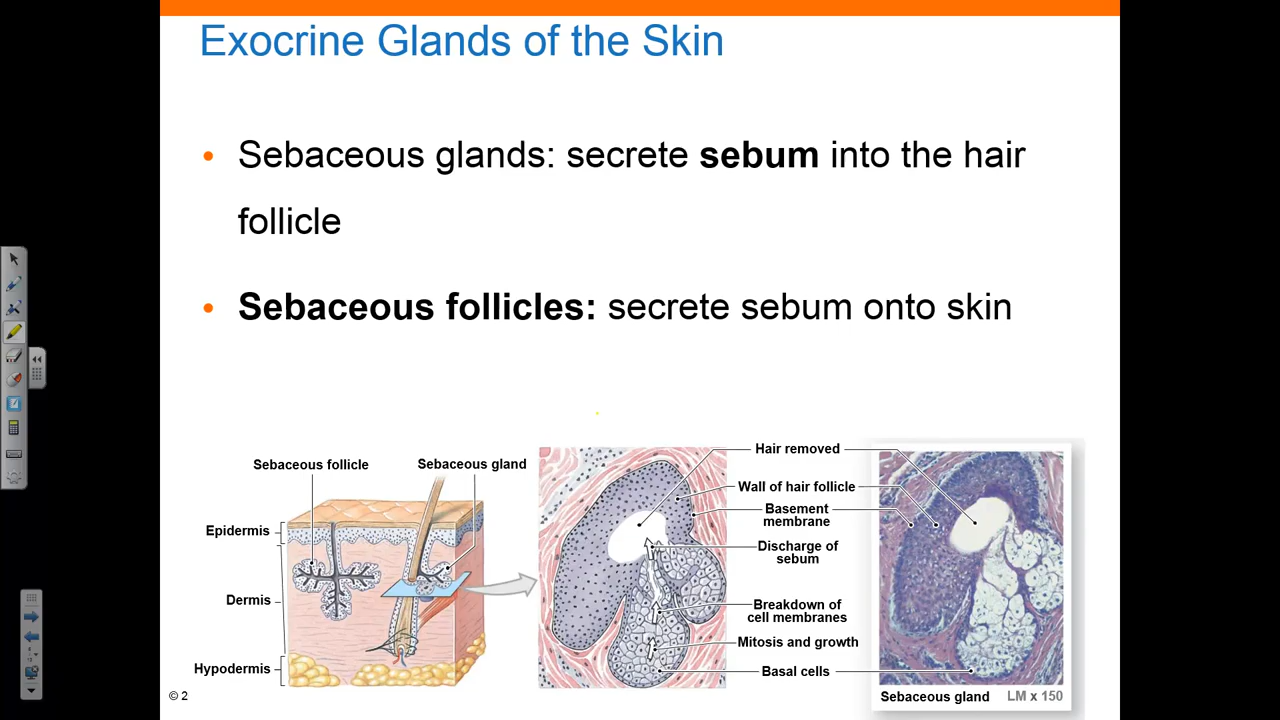 Exocrine Glands of the Skin
• Sebaceous glands: secrete sebum into the hair
follicle
• Sebaceous follicles: secrete sebum onto skin
Sebaceous follicle
Sebaceous gland
Epidermis
Dermis
Hypodermis
Hair removed
Wall of hair follicle
Basement
membrane
Discharge of
sebum
Breakdown of
cell membranes
Mitosis and growth
Basal cells
Sebaceous gland LM x 150
© 2